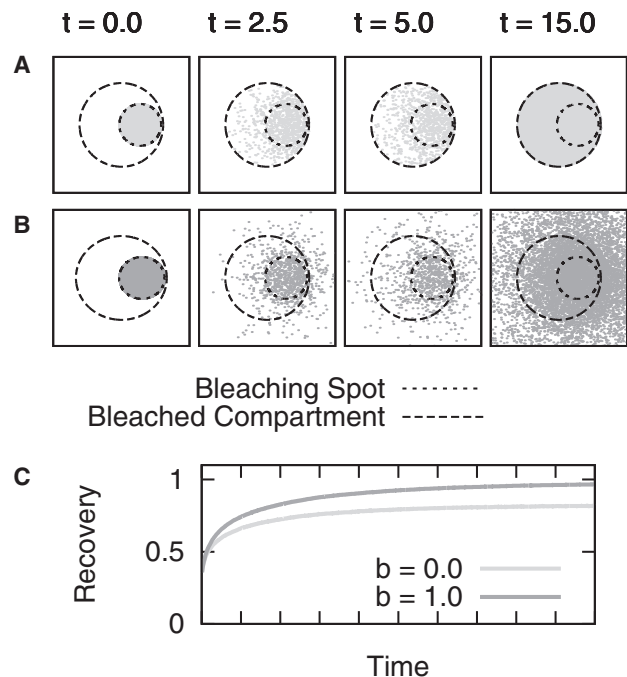 t = 0.0 t = 2.5 t = 5.0 t = 15.0
A
B
Bleaching Spot
Bleached Compartment
C
Recovery
1
0.5
0
b = 0.0
b = 1.0
Time